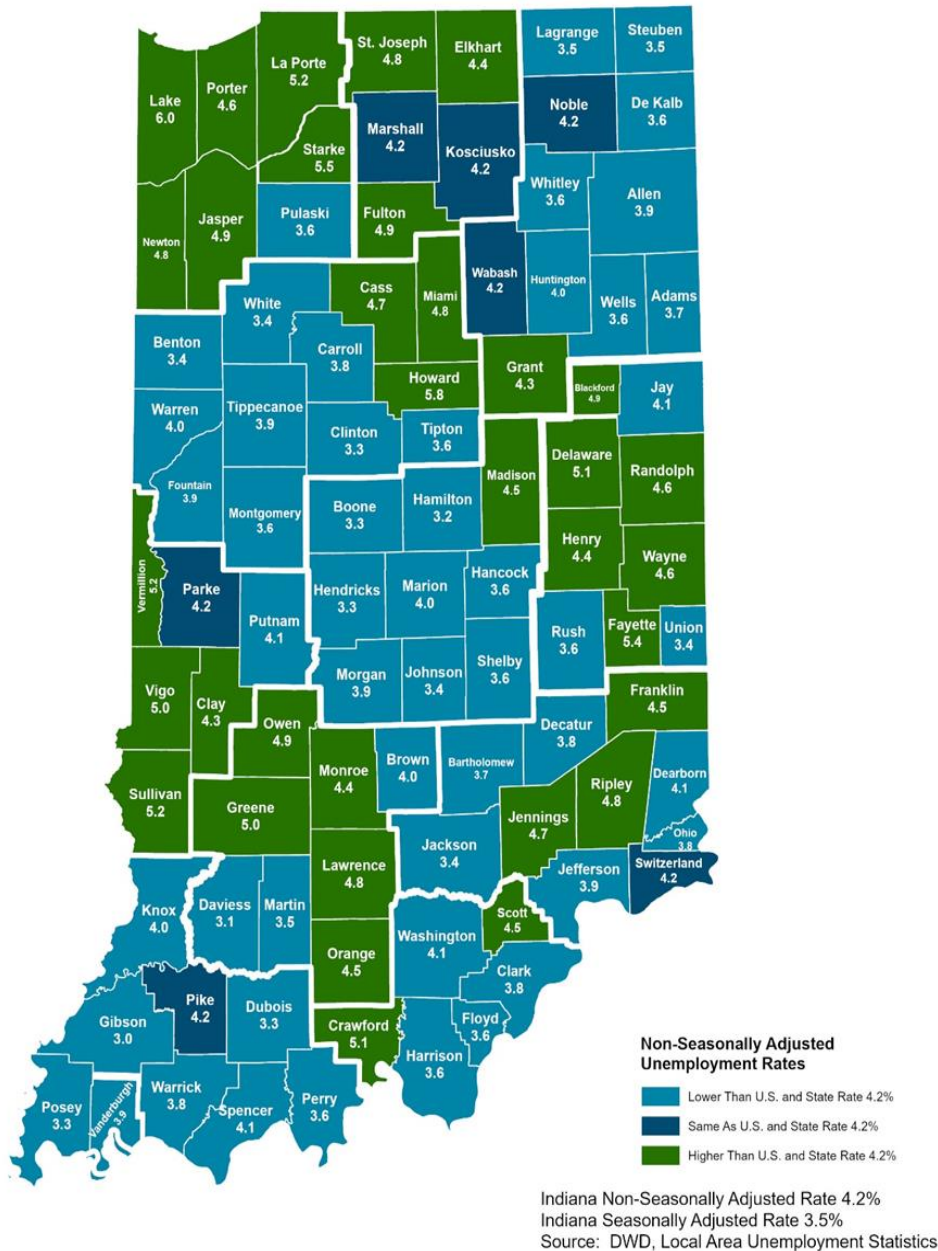 Lagrange
3.5
Steuben
3.5
St. Joseph
4.8
Elkhart
4.4
La Porte
5.2
Porter
4.6
Lake
6.0
Noble
4.2
De Kalb
3.6
Marshall
4.2
Kosciusko
4.2
Starke
5.5
Whitley
3.6
Allen
3.9
Pulaski
3.6
Fulton
4.9
Jasper
4.9
Newton
4.8
Wabash
4.2
Huntington
4.0
Wells
3.6
Adams
3.7
White
3.4
Cass
4.7
Miami
4.8
Benton
3.4
Carroll
3.8
Grant
4.3
Howard
5.8
Blackford
4.9
Jay
4.1
Warren
4.0
Tippecanoe
3.9
Clinton
3.3
Tipton
3.6
Fountain
3.9
Montgomery
3.6
Boone
3.3
Hamilton
3.2
Madison
4.5
Delaware
5.1
Randolph
4.6
Henry
4.4
Wayne
4.6
Vermillion
5.2
Parke
4.2
Putnam
4.1
Hendricks
3.3
Marion
4.0
Hancock
3.6
Rush
3.6
Fayette
5.4
Union
3.4
Morgan
3.9
Johnson
3.4
Shelby
3.6
Vigo
5.0
Clay
4.3
Owen
4.9
Franklin
4.5
Decatur
3.8
Monroe
4.4
Brown
4.0
Bartholomew
3.7
Sullivan
5.2
Greene
5.0
Jennings
4.7
Ripley
4.8
Dearborn
4.1
Ohio
3.8
Switzerland
4.2
Jackson
3.4
Jefferson
3.9
Lawrence
4.8
Knox
4.0
Daviess
3.1
Martin
3.5
Scott
4.5
Washington
4.1
Orange
4.5
Clark
3.8
Pike
4.2
Dubois
3.3
Gibson
3.0
Crawford
5.1
Floyd
3.6
Harrison
3.6
Posey
3.3
Vanderburgh
3.9
Warrick
3.8
Spencer
4.1
Perry
3.6
Non-Seasonally Adjusted
Unemployment Rates
Lower Than U.S. and State Rate 4.2%
Same As U.S. and State Rate 4.2%
Higher Than U.S. and State Rate 4.2%
Indiana Non-Seasonally Adjusted Rate 4.2%
Indiana Seasonally Adjusted Rate 3.5%
Source: DWD, Local Area Unemployment Statistics